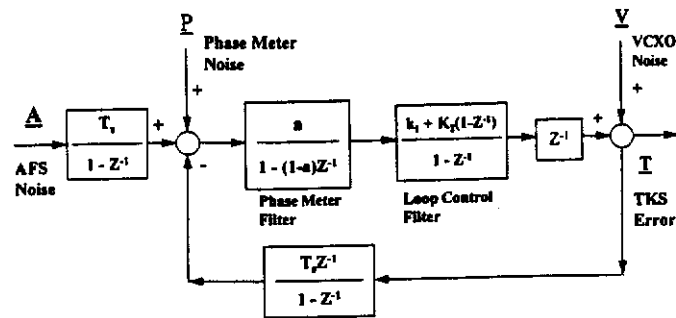 P
Phase Meter
Noise
+
A
AFS
Noise
Ts
1 - Z-1
+
-
a
1 - (1-a)Z-1
Phase Meter
Filter
k1 + KT(1-Z-1)
1 - Z-1
Loop Control
Filter
Z-1
V
VCXO
Noise
+
+
T
TKS
Error
TsZ-1
1 - Z-1